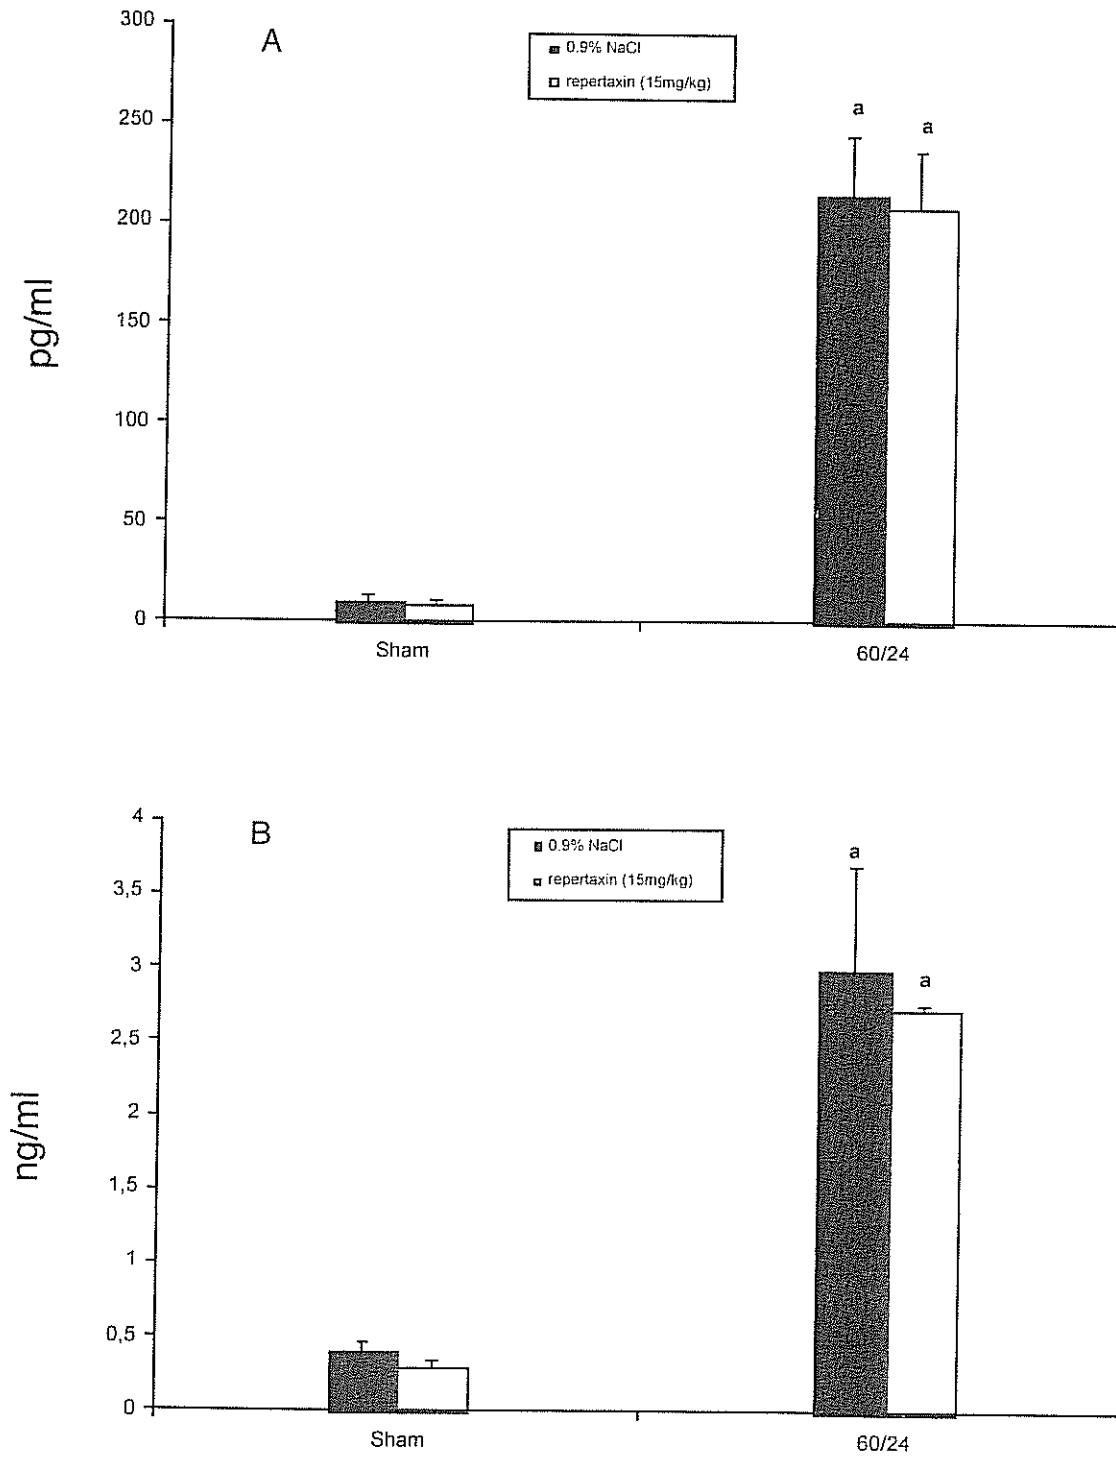 300
A
0.9% NaCl
repertaxin (15mg/kg)
250
a
a
200
pg/ml
150
100
50
0
Sham
60/24
4
B
0.9% NaCl
repertaxin (15mg/kg)
a
3,5
3
a
2,5
2
ng/ml
1,5
1
0,5
0
Sham
60/24